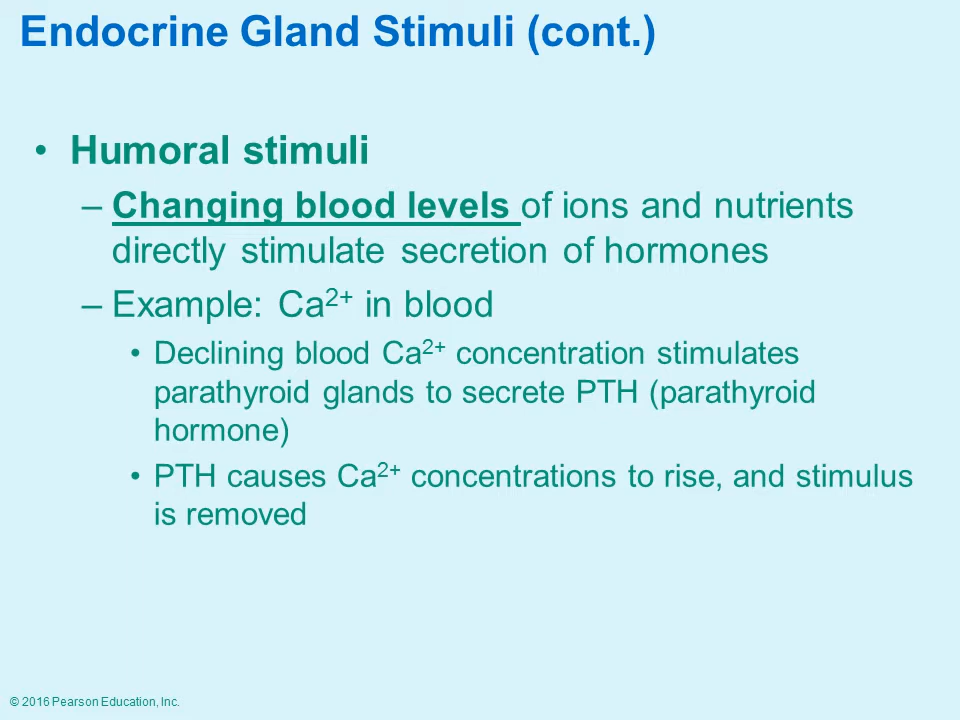 Endocrine Gland Stimuli (cont.)
• Humoral stimuli
– Changing blood levels of ions and nutrients
directly stimulate secretion of hormones
– Example: Ca²⁺ in blood
• Declining blood Ca²⁺ concentration stimulates
parathyroid glands to secrete PTH (parathyroid
hormone)
• PTH causes Ca²⁺ concentrations to rise, and stimulus
is removed
© 2016 Pearson Education, Inc.